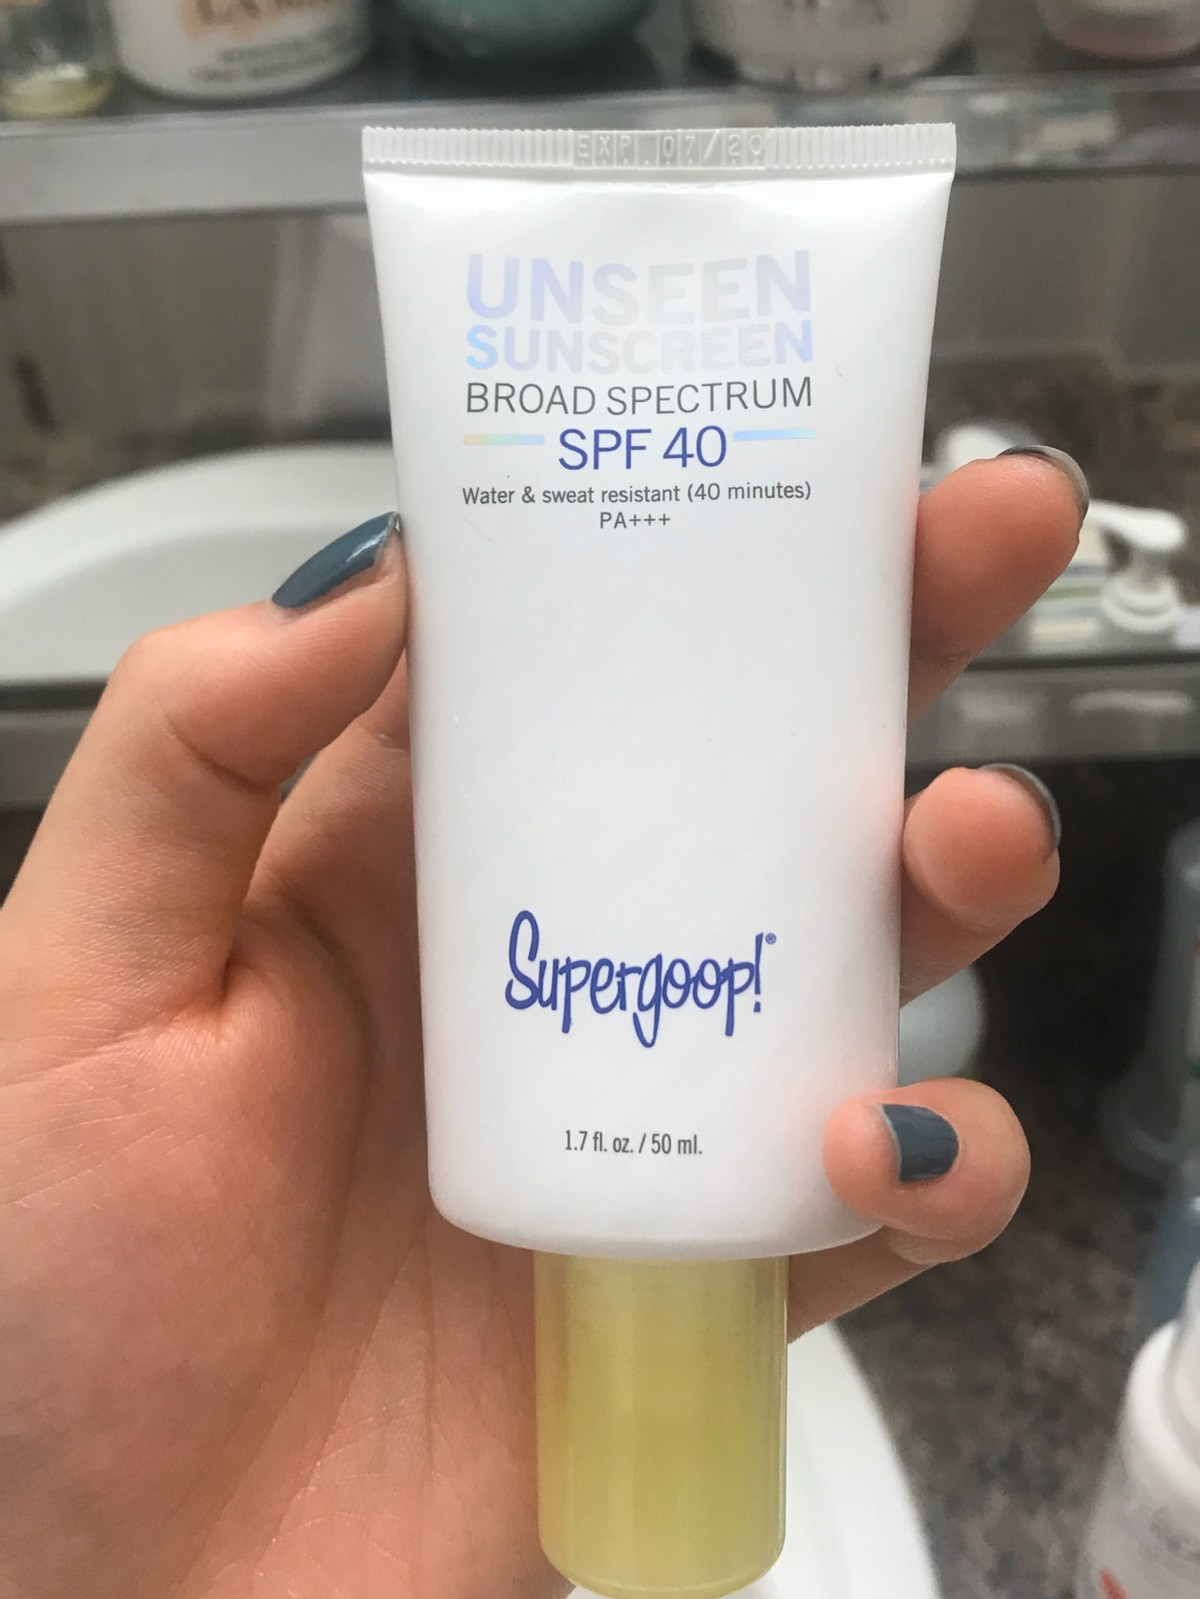 EXP. 07/20
UNSEEN
SUNSCREEN
BROAD SPECTRUM
SPF 40
Water & sweat resistant (40 minutes)
PA+++
Supergoop!®
1.7 fl. oz. / 50 ml.